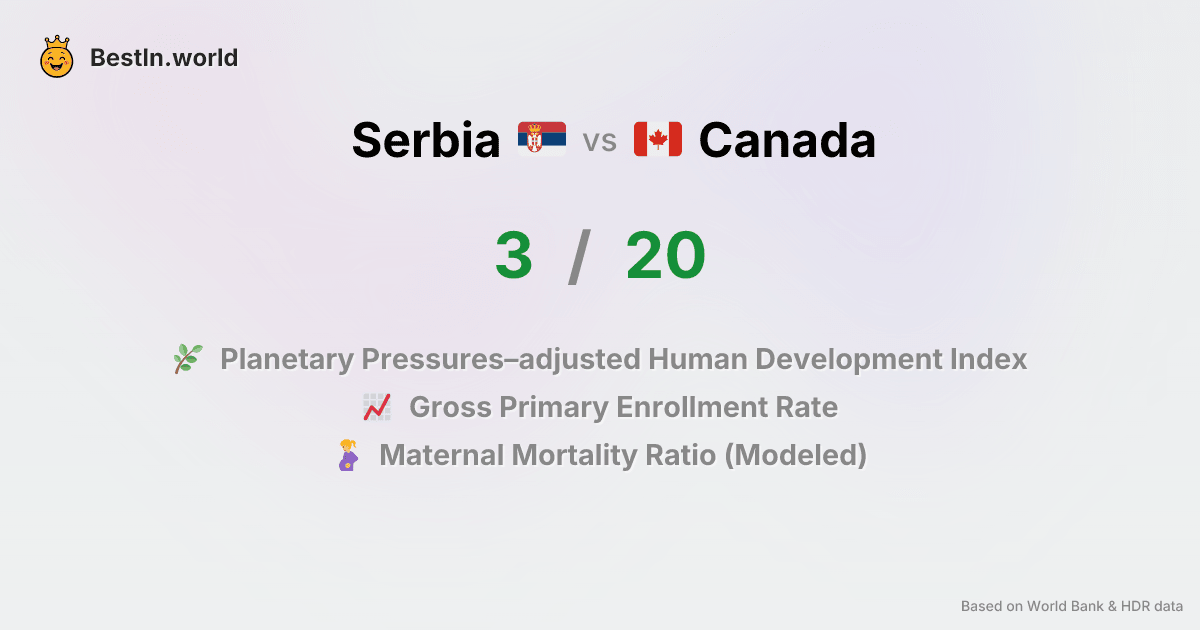 BestIn.world
Serbia vs Canada
3 / 20
Planetary Pressures–adjusted Human Development Index
Gross Primary Enrollment Rate
Maternal Mortality Ratio (Modeled)
Based on World Bank & HDR data